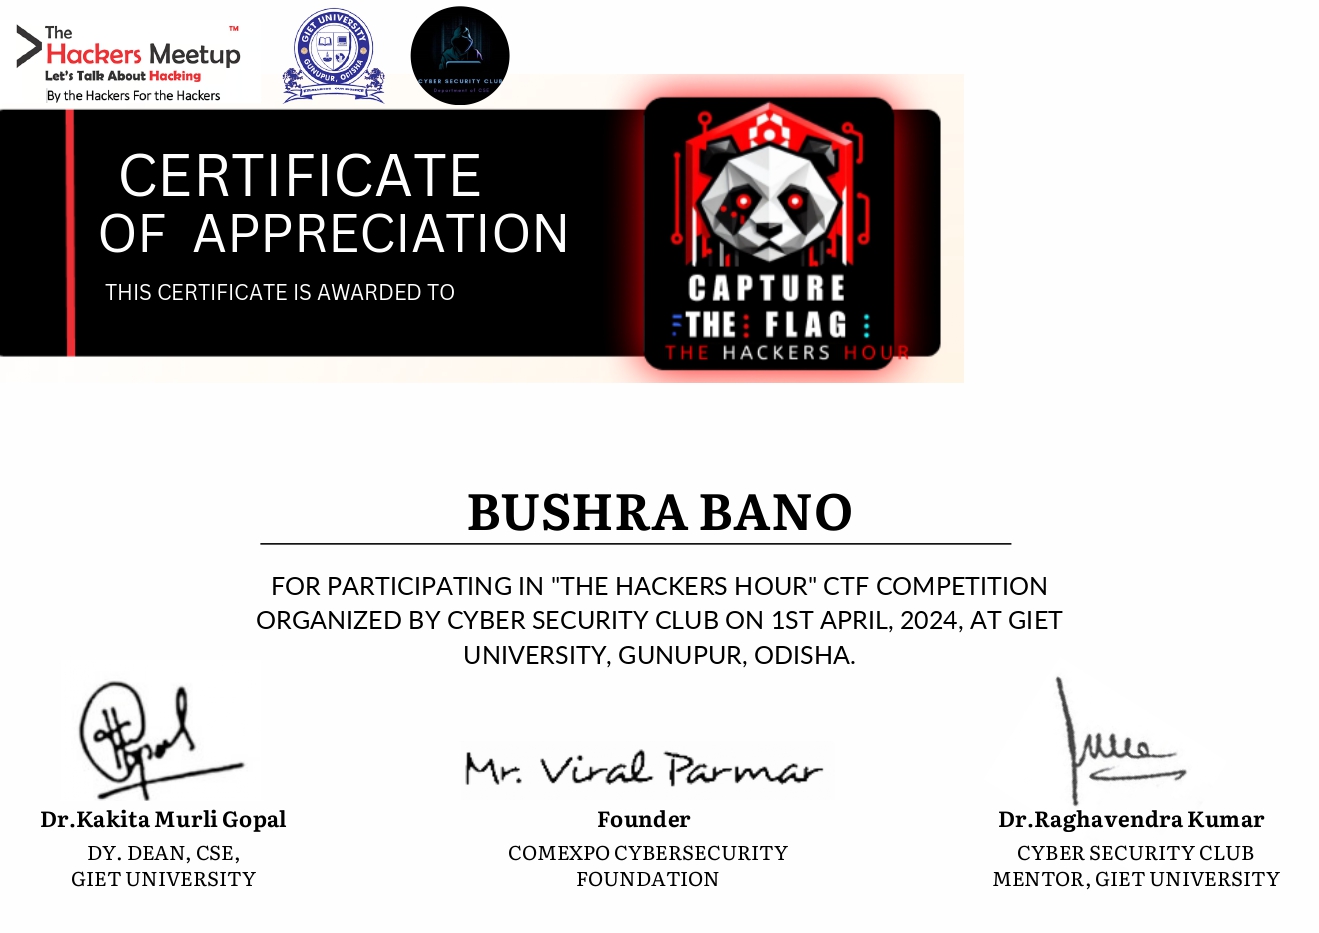 The
Hackers Meetup
TM
Let's Talk About Hacking
By the Hackers For the Hackers
GIET UNIVERSITY
GUNUPUR, ODISHA
CYBER SECURITY CLUB
Department of CSE
CERTIFICATE
OF APPRECIATION
THIS CERTIFICATE IS AWARDED TO
CAPTURE
THE FLAG
THE HACKERS HOUR
BUSHRA BANO
FOR PARTICIPATING IN "THE HACKERS HOUR" CTF COMPETITION
ORGANIZED BY CYBER SECURITY CLUB ON 1ST APRIL, 2024, AT GIET
UNIVERSITY, GUNUPUR, ODISHA.
Mr. Viral Parmar
Dr.Kakita Murli Gopal
DY. DEAN, CSE,
GIET UNIVERSITY
Founder
COMEXPO CYBERSECURITY
FOUNDATION
Dr.Raghavendra Kumar
CYBER SECURITY CLUB
MENTOR, GIET UNIVERSITY